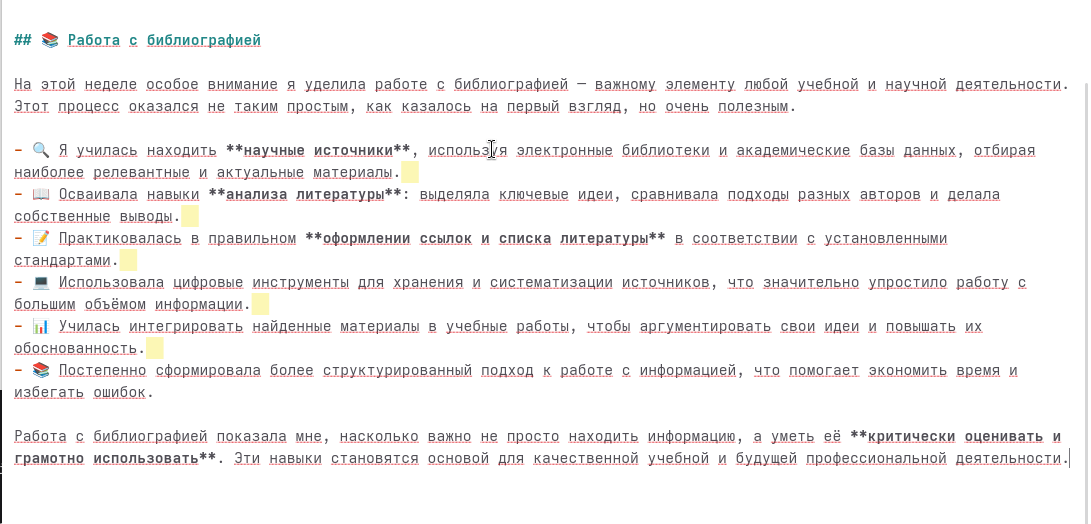 ## 📚 Работа с библиографией
На этой неделе особое внимание я уделила работе с библиографией — важному элементу любой учебной и научной деятельности.
Этот процесс оказался не таким простым, как казалось на первый взгляд, но очень полезным.
- 🔍 Я училась находить **научные источники**, используя электронные библиотеки и академические базы данных, отбирая
наиболее релевантные и актуальные материалы.
- 📖 Осваивала навыки **анализа литературы**: выделяла ключевые идеи, сравнивала подходы разных авторов и делала
собственные выводы.
- 📝 Практиковалась в правильном **оформлении ссылок и списка литературы** в соответствии с установленными
стандартами.
- 💻 Использовала цифровые инструменты для хранения и систематизации источников, что значительно упростило работу с
большим объёмом информации.
- 📊 Училась интегрировать найденные материалы в учебные работы, чтобы аргументировать свои идеи и повышать их
обоснованность.
- 📚 Постепенно сформировала более структурированный подход к работе с информацией, что помогает экономить время и
избегать ошибок.
Работа с библиографией показала мне, насколько важно не просто находить информацию, а уметь её **критически оценивать и
грамотно использовать**. Эти навыки становятся основой для качественной учебной и будущей профессиональной деятельности.